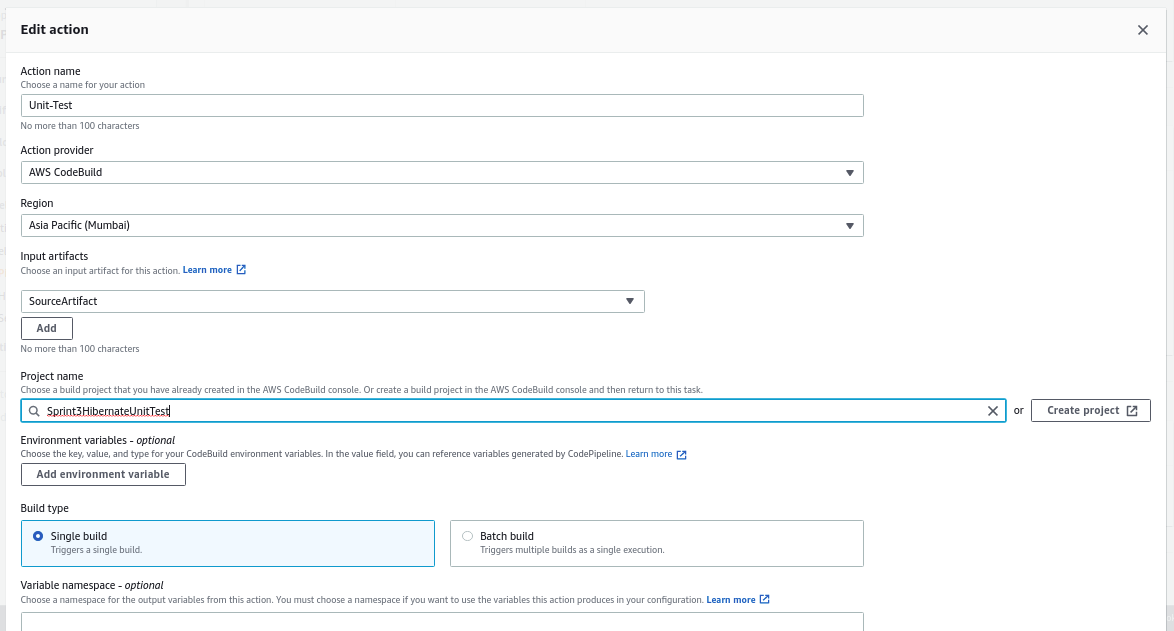 Edit action
Action name
Choose a name for your action
Unit-Test
No more than 100 characters
Action provider
AWS CodeBuild
Region
Asia Pacific (Mumbai)
Input artifacts
Choose an input artifact for this action. Learn more
SourceArtifact
Add
No more than 100 characters
Project name
Choose a build project that you have already created in the AWS CodeBuild console. Or create a build project in the AWS CodeBuild console and then return to this task.
Sprint3HibernateUnitTest or Create project
Environment variables - optional
Choose the key, value, and type for your CodeBuild environment variables. In the value field, you can reference variables generated by CodePipeline. Learn more
Add environment variable
Build type
Single build
Triggers a single build.
Batch build
Triggers multiple builds as a single execution.
Variable namespace - optional
Choose a namespace for the output variables from this action. You must choose a namespace if you want to use the variables this action produces in your configuration. Learn more